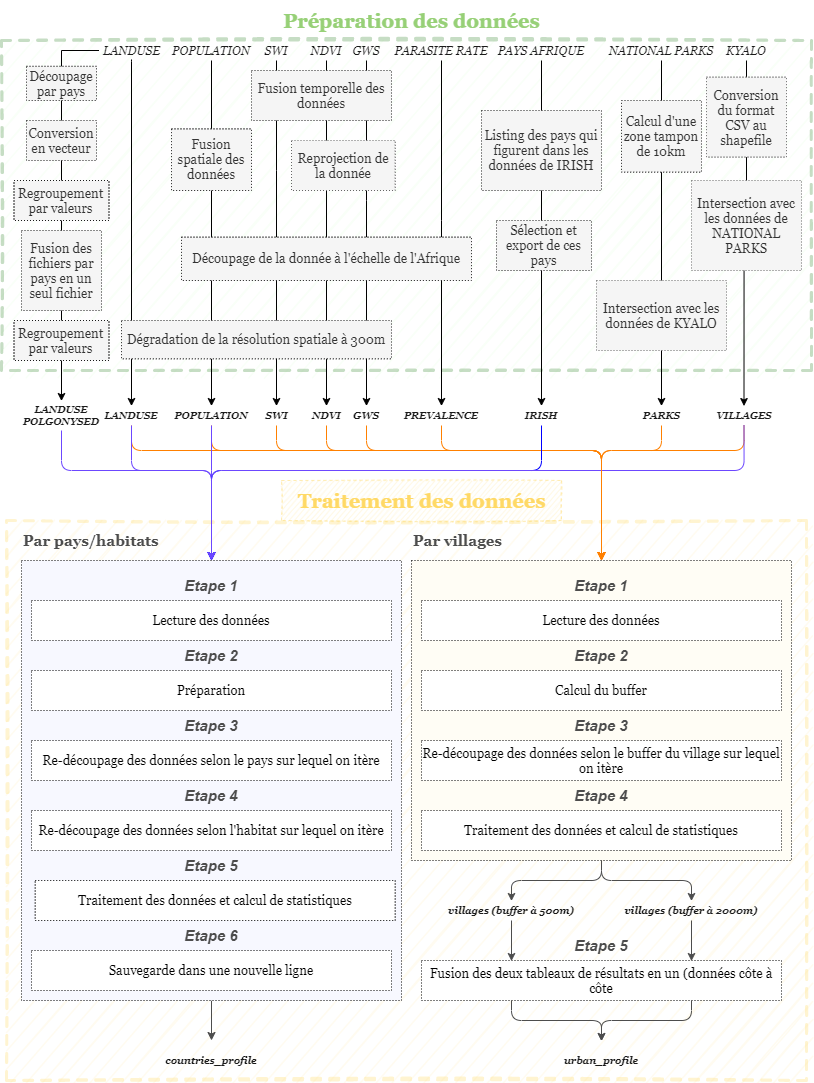 Préparation des données
LANDUSE POPULATION SWI NDVI GWS PARASITE RATE PAYS AFRIQUE NATIONAL PARKS KYALO
Découpage
par pays
Conversion
en vecteur
Regroupement
par valeurs
Fusion des
fichiers par
pays en un
seul fichier
Regroupement
par valeurs
Fusion
spatiale des
données
Fusion temporelle des
données
Reprojection de
la donnée
Découpage de la donnée à l'échelle de l'Afrique
Dégradation de la résolution spatiale à 300m
Listing des pays qui
figurent dans les
données de IRISH
Sélection et
export de ces
pays
Calcul d'une
zone tampon
de 10km
Intersection avec les
données de KYALO
Conversion
du format
CSV au
shapefile
Intersection avec
les données de
NATIONAL
PARKS
LANDUSE
POLGONYSED
LANDUSE POPULATION SWI NDVI GWS PREVALENCE IRISH PARKS VILLAGES
Traitement des données
Par pays/habitats
Etape 1
Lecture des données
Etape 2
Préparation
Etape 3
Re-découpage des données selon le pays sur lequel on itère
Etape 4
Re-découpage des données selon l'habitat sur lequel on itère
Etape 5
Traitement des données et calcul de statistiques
Etape 6
Sauvegarde dans une nouvelle ligne
countries_profile
Par villages
Etape 1
Lecture des données
Etape 2
Calcul du buffer
Etape 3
Re-découpage des données selon le buffer du village sur lequel
on itère
Etape 4
Traitement des données et calcul de statistiques
villages (buffer à 500m) villages (buffer à 2000m)
Etape 5
Fusion des deux tableaux de résultats en un (données côte à
côte
urban_profile